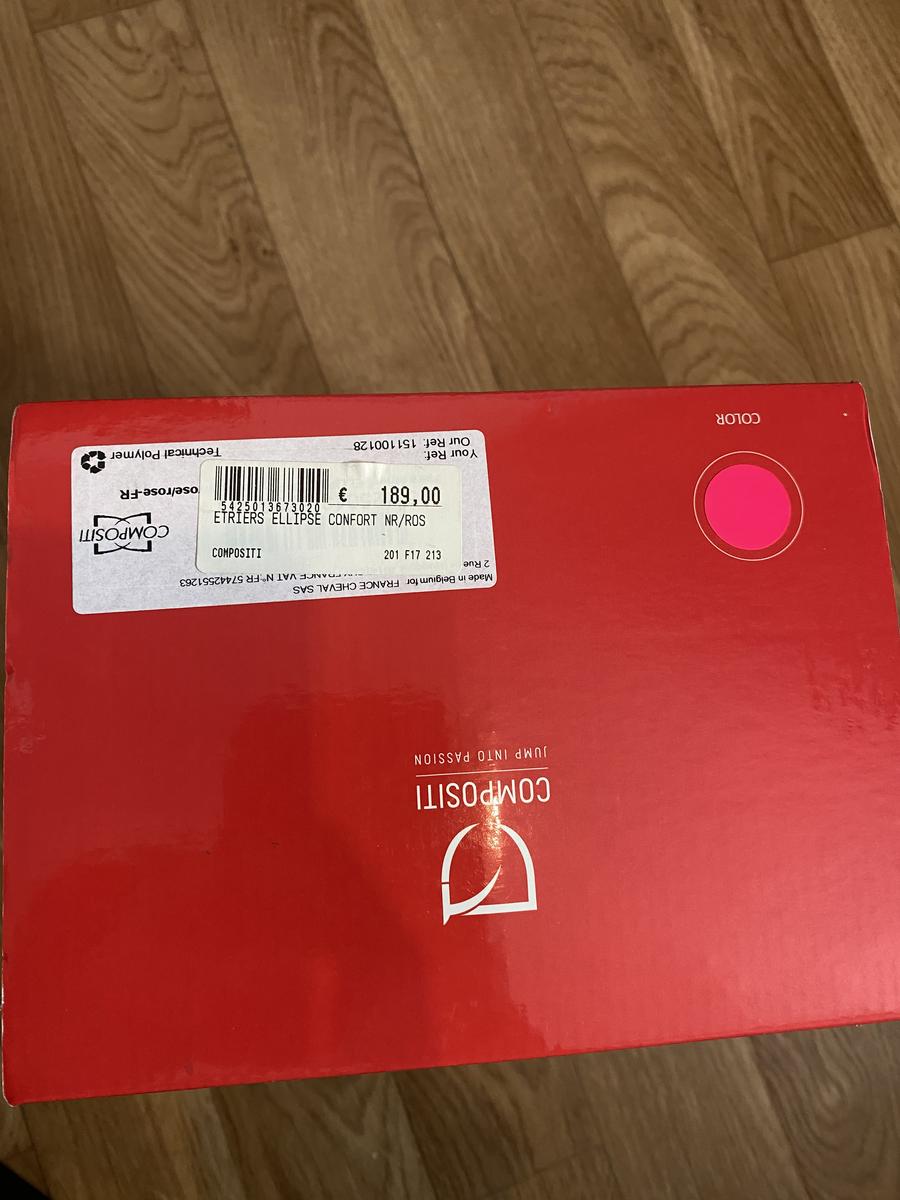 COLOR
Your Ref:
Our Ref: 151100128
Technical Polymer
ose/rose-FR
COMPOSITI
2 Rue
Made in Belgium for FRANCE CHEVAL SAS
FRANCE VAT N° FR 57442551263
5425013673020
€ 189,00
ETRIERS ELLIPSE CONFORT NR/ROS
COMPOSITI
201 F17 213
COMPOSITI
JUMP INTO PASSION